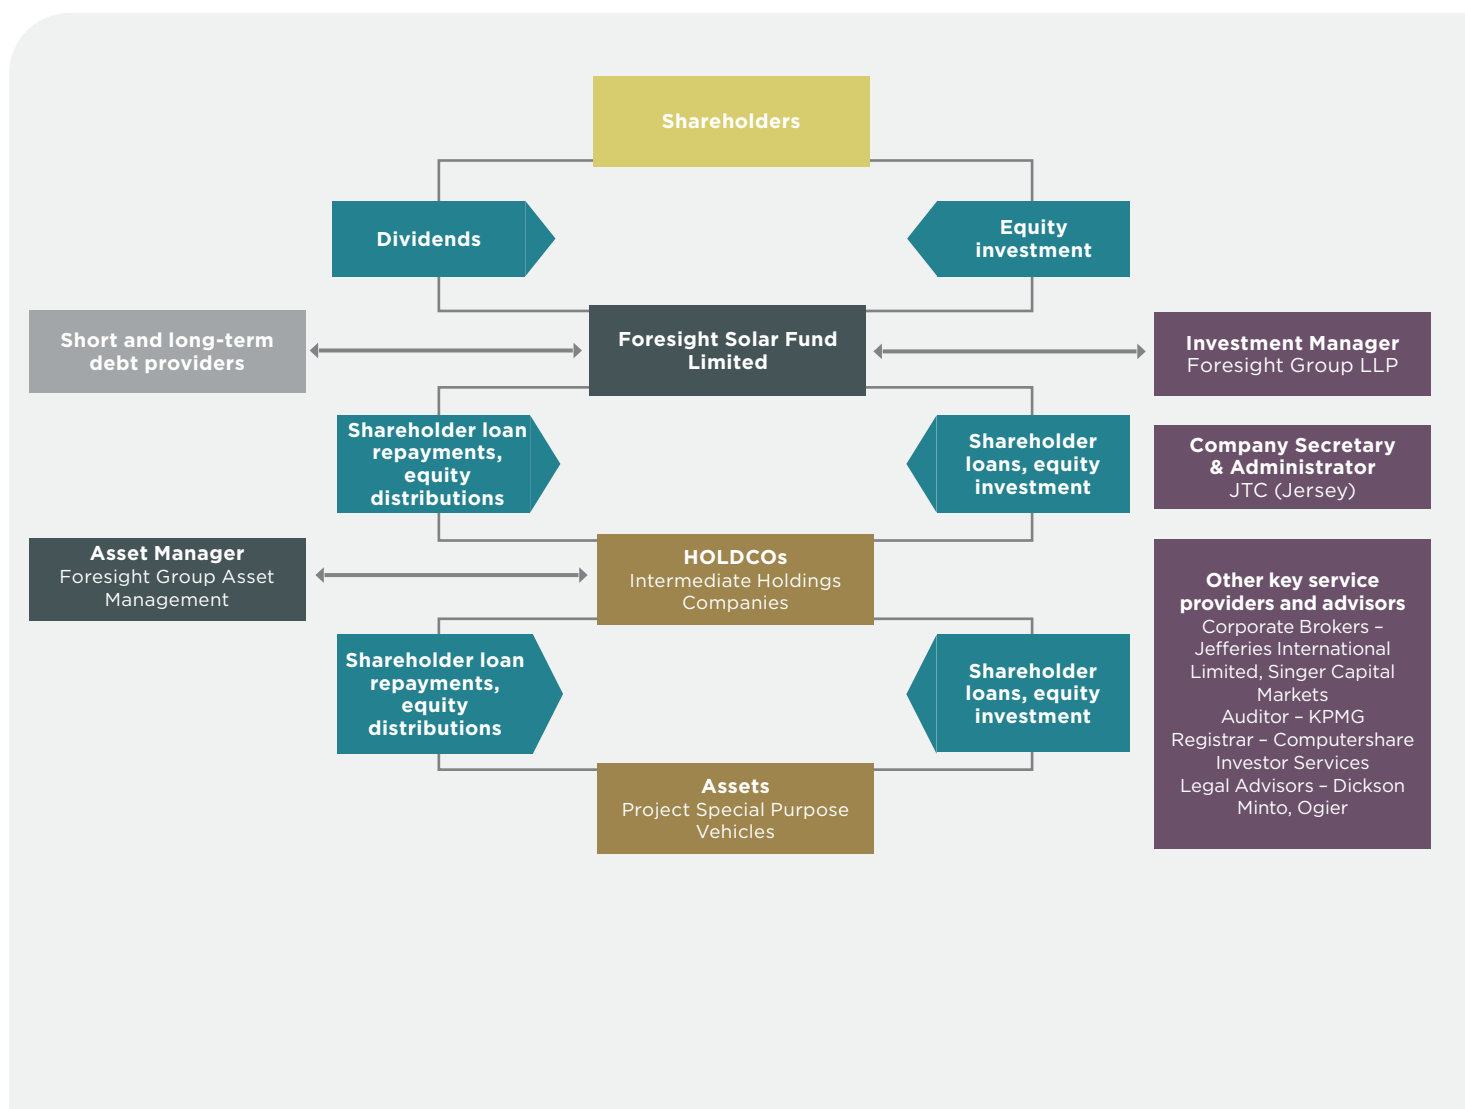 Shareholders
Dividends
Equity
investment
Short and long-term
debt providers
Foresight Solar Fund
Limited
Investment Manager
Foresight Group LLP
Shareholder loan
repayments,
equity
distributions
Shareholder
loans, equity
investment
Company Secretary
& Administrator
JTC (Jersey)
Asset Manager
Foresight Group Asset
Management
HOLDCOs
Intermediate Holdings
Companies
Other key service
providers and advisors
Corporate Brokers –
Jefferies International
Limited, Singer Capital
Markets
Auditor – KPMG
Registrar – Computershare
Investor Services
Legal Advisors – Dickson
Minto, Ogier
Shareholder loan
repayments,
equity
distributions
Shareholder
loans, equity
investment
Assets
Project Special Purpose
Vehicles